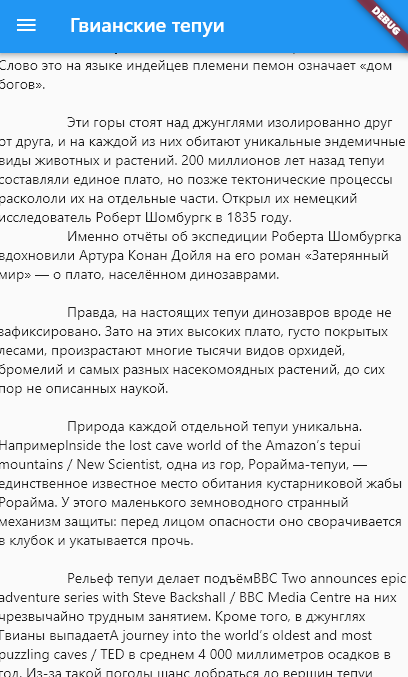 Гвианские тепуи
DEBUG
Слово это на языке индейцев племени пемон означает «дом
богов».
Эти горы стоят над джунглями изолированно друг
от друга, и на каждой из них обитают уникальные эндемичные
виды животных и растений. 200 миллионов лет назад тепуи
составляли единое плато, но позже тектонические процессы
раскололи их на отдельные части. Открыл их немецкий
исследователь Роберт Шомбургк в 1835 году.
Именно отчёты об экспедиции Роберта Шомбургка
вдохновили Артура Конан Дойля на его роман «Затерянный
мир» — о плато, населённом динозаврами.
Правда, на настоящих тепуи динозавров вроде не
зафиксировано. Зато на этих высоких плато, густо покрытых
лесами, произрастают многие тысячи видов орхидей,
бромелий и самых разных насекомоядных растений, до сих
пор не описанных наукой.
Природа каждой отдельной тепуи уникальна.
НапримерInside the lost cave world of the Amazon’s tepui
mountains / New Scientist, одна из гор, Рорайма-тепуи, —
единственное известное место обитания кустарниковой жабы
Рорайма. У этого маленького земноводного странный
механизм защиты: перед лицом опасности оно сворачивается
в клубок и укатывается прочь.
Рельеф тепуи делает подъёмBBC Two announces epic
adventure series with Steve Backshall / BBC Media Centre на них
чрезвычайно трудным занятием. Кроме того, в джунглях
Гвианы выпадаетA journey into the world’s oldest and most
puzzling caves / TED в среднем 4 000 миллиметров осадков в
год. Из-за такой погоды шанс добраться до вершин тепуи